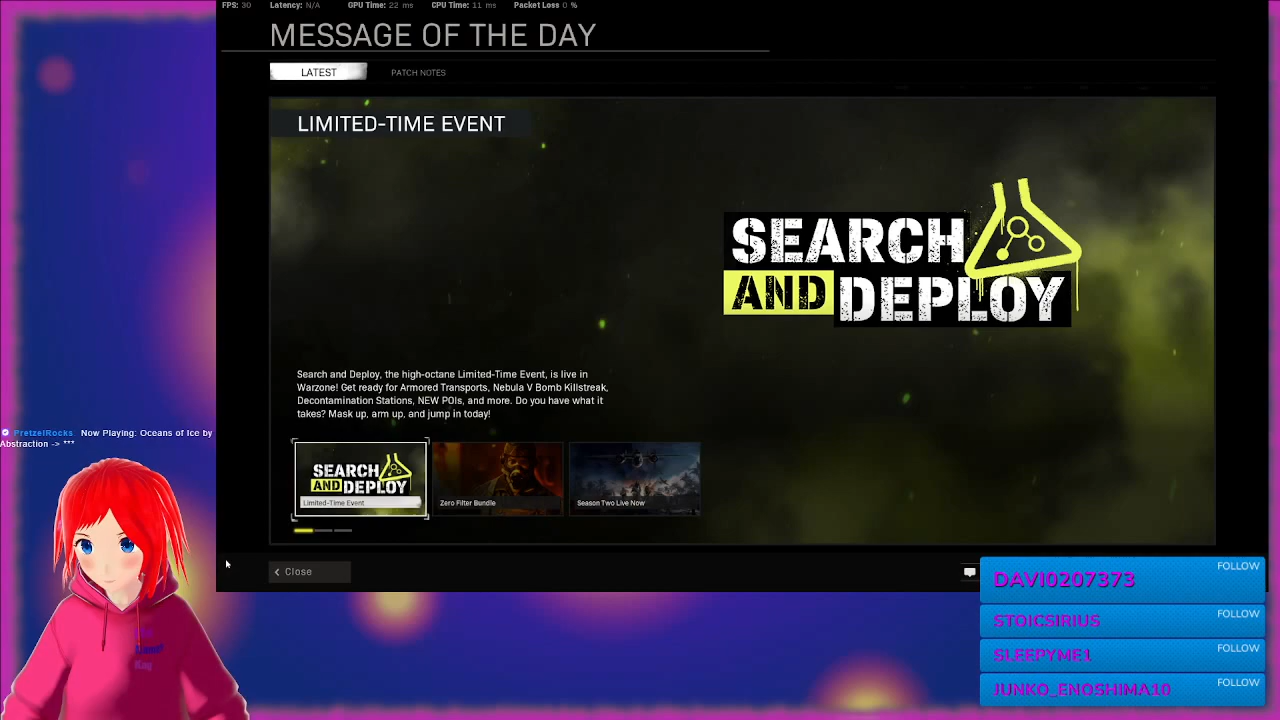 FPS: 30 Latency: N/A GPU Time: 22 ms CPU Time: 11 ms Packet Loss 0 %
MESSAGE OF THE DAY
LATEST PATCH NOTES
LIMITED-TIME EVENT
SEARCH
AND DEPLOY
Search and Deploy, the high-octane Limited-Time Event, is live in
Warzone! Get ready for Armored Transports, Nebula V Bomb Killstreak,
Decontamination Stations, NEW POIs, and more. Do you have what it
takes? Mask up, arm up, and jump in today!
PretzelRocks Now Playing: Oceans of Ice by
Abstraction -> ***
SEARCH
AND DEPLOY
Limited-Time Event
Zero Filter Bundle
Season Two Live Now
Close
DAVI0207373 FOLLOW
STOICSIRIUS FOLLOW
SLEEPYME1 FOLLOW
JUNKO_ENOSHIMA10 FOLLOW
Kay